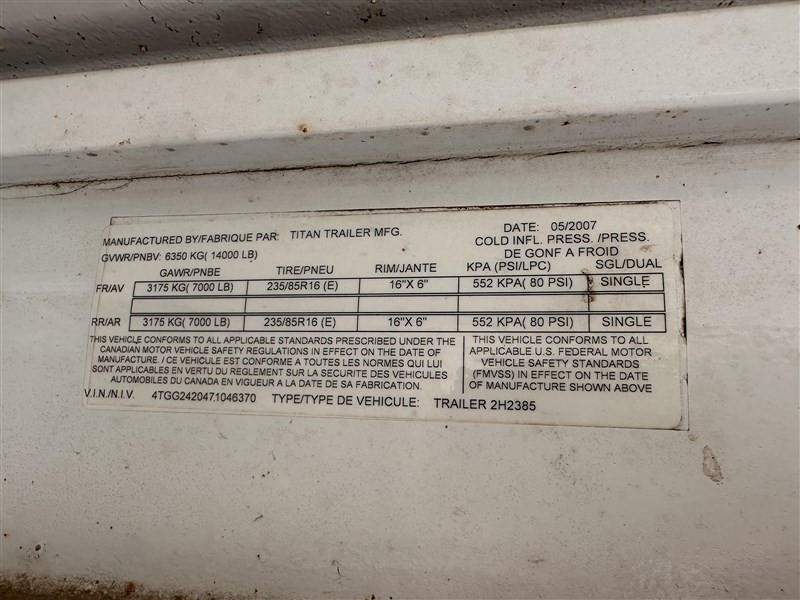 MANUFACTURED BY/FABRIQUE PAR: TITAN TRAILER MFG. DATE: 05/2007
GVWR/PNBV: 6350 KG( 14000 LB) COLD INFL. PRESS. /PRESS.
DE GONF A FROID
GAWR/PNBE TIRE/PNEU RIM/JANTE KPA (PSI/LPC) SGL/DUAL
FR/AV 3175 KG( 7000 LB) 235/85R16 (E) 16"X 6" 552 KPA( 80 PSI) SINGLE
RR/AR 3175 KG( 7000 LB) 235/85R16 (E) 16"X 6" 552 KPA( 80 PSI) SINGLE
THIS VEHICLE CONFORMS TO ALL APPLICABLE STANDARDS PRESCRIBED UNDER THE
CANADIAN MOTOR VEHICLE SAFETY REGULATIONS IN EFFECT ON THE DATE OF
MANUFACTURE. / CE VEHICULE EST CONFORME A TOUTES LES NORMES QUI LUI
SONT APPLICABLES EN VERTU DU REGLEMENT SUR LA SECURITE DES VEHICULES
AUTOMOBILES DU CANADA EN VIGUEUR A LA DATE DE SA FABRICATION.
THIS VEHICLE CONFORMS TO ALL
APPLICABLE U.S. FEDERAL MOTOR
VEHICLE SAFETY STANDARDS
(FMVSS) IN EFFECT ON THE DATE
OF MANUFACTURE SHOWN ABOVE
V.I.N./N.I.V. 4TGG242047.1046370 TYPE/TYPE DE VEHICULE: TRAILER 2H2385